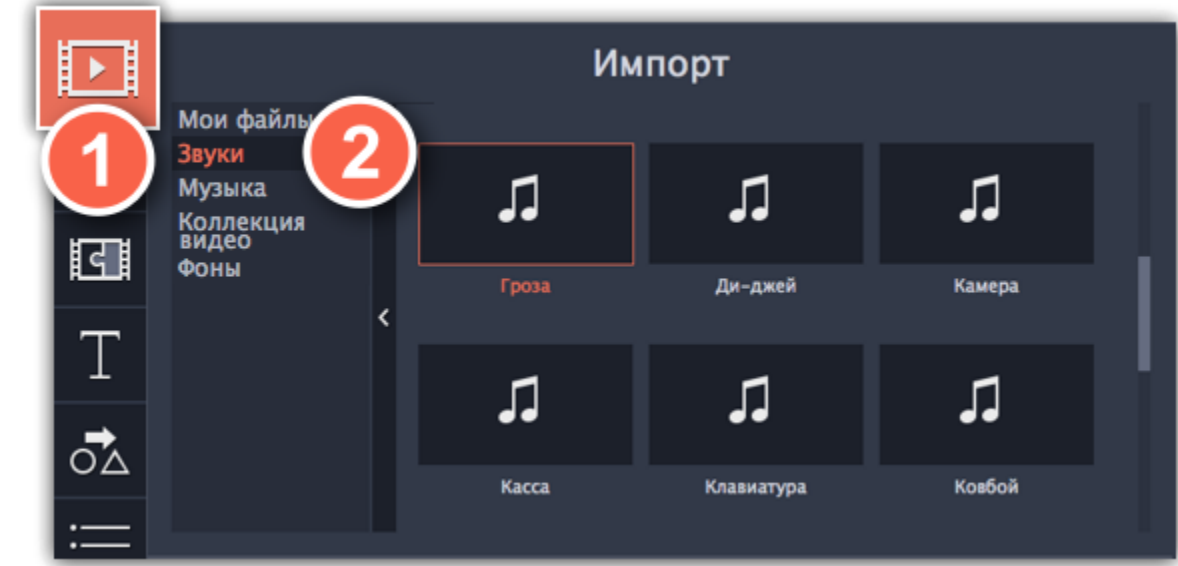 Импорт
1
Мои файлы
2
Звуки
Музыка
Коллекция
видео
Фоны
T
Гроза
Ди-джей
Камера
Касса
Клавиатура
Ковбой